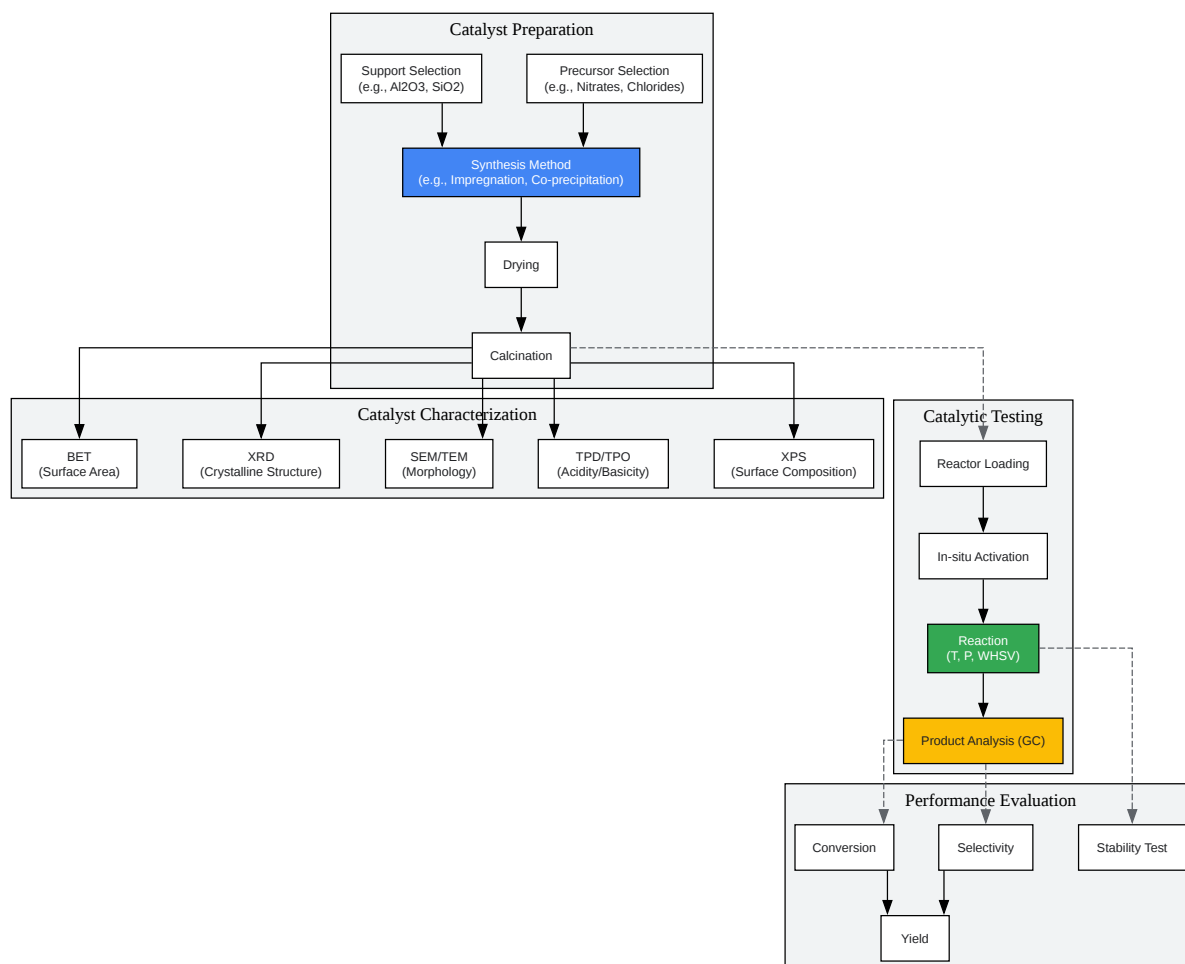 Catalyst Preparation
Support Selection
(e.g., Al2O3, SiO2)
Precursor Selection
(e.g., Nitrates, Chlorides)
Synthesis Method
(e.g., Impregnation, Co-precipitation)
Drying
Calcination
Catalyst Characterization
BET
(Surface Area)
XRD
(Crystalline Structure)
SEM/TEM
(Morphology)
TPD/TPO
(Acidity/Basicity)
XPS
(Surface Composition)
Catalytic Testing
Reactor Loading
In-situ Activation
Reaction
(T, P, WHSV)
Product Analysis (GC)
Performance Evaluation
Conversion
Selectivity
Stability Test
Yield